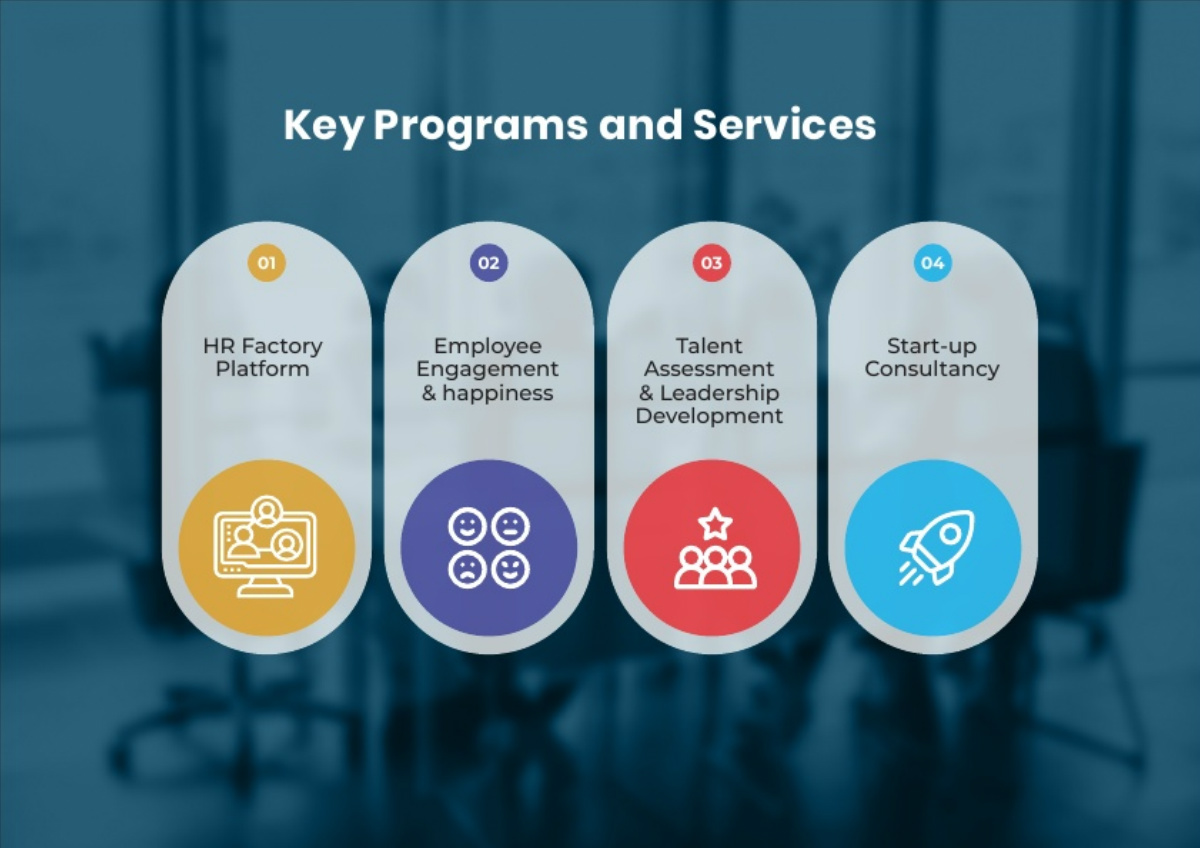 Key Programs and Services
01
HR Factory
Platform
02
Employee
Engagement
& happiness
03
Talent
Assessment
& Leadership
Development
04
Start-up
Consultancy